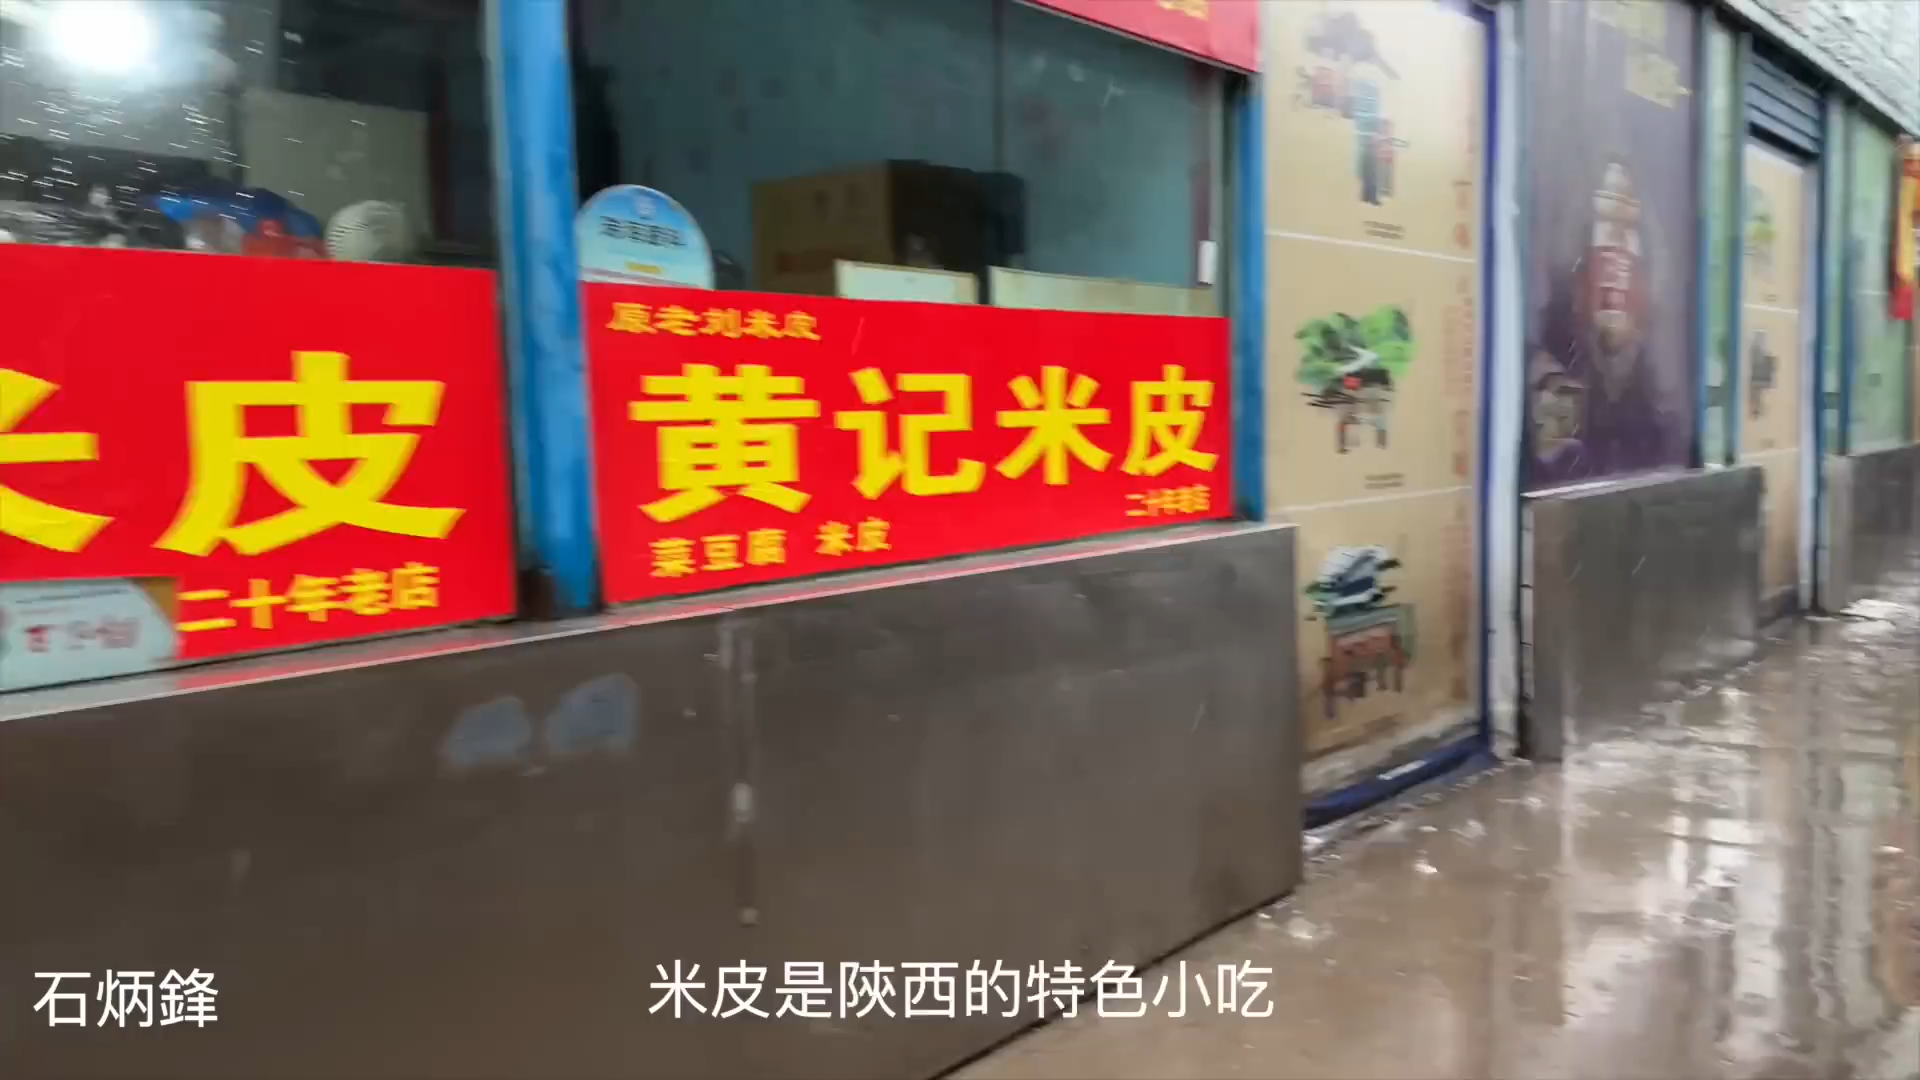 米皮
二十年老店
原老刘米皮
黄记米皮
菜豆腐 米皮
二十年老店
石炳鋒
米皮是陝西的特色小吃